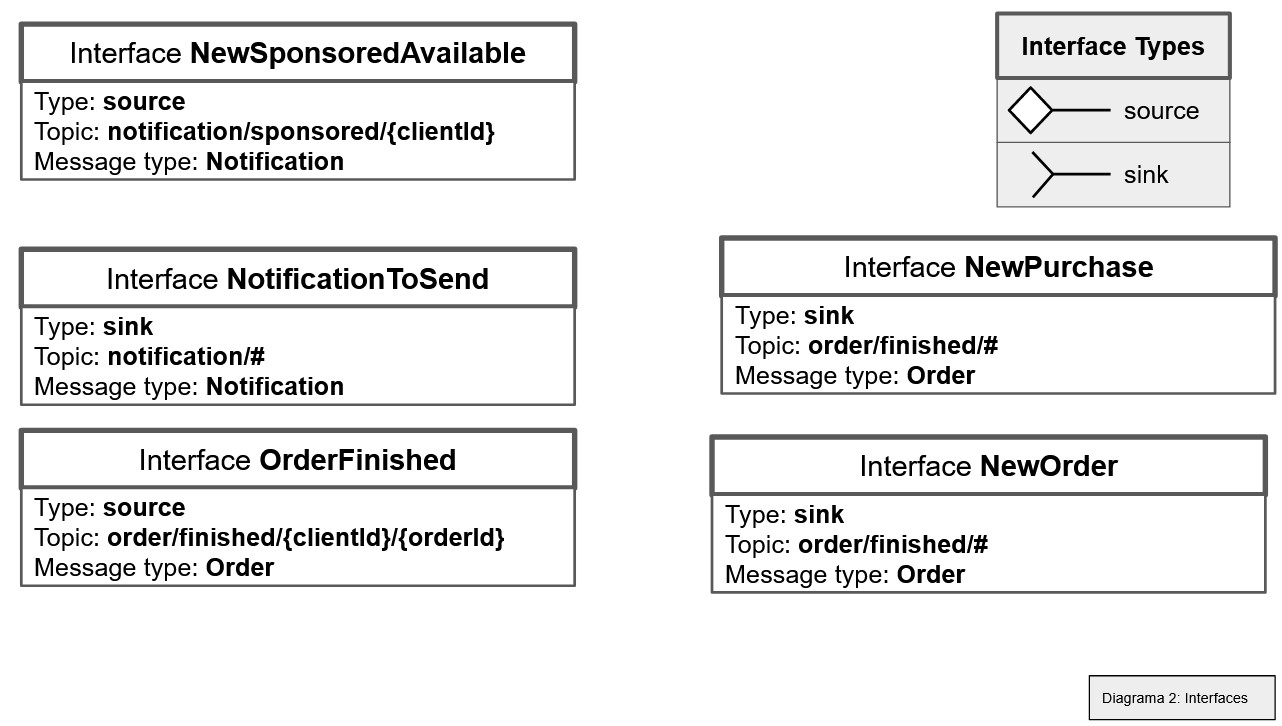 Interface NewSponsoredAvailable
Type: source
Topic: notification/sponsored/{clientId}
Message type: Notification
Interface Types
source
sink
Interface NotificationToSend
Type: sink
Topic: notification/#
Message type: Notification
Interface NewPurchase
Type: sink
Topic: order/finished/#
Message type: Order
Interface OrderFinished
Type: source
Topic: order/finished/{clientId}/{orderId}
Message type: Order
Interface NewOrder
Type: sink
Topic: order/finished/#
Message type: Order
Diagrama 2: Interfaces